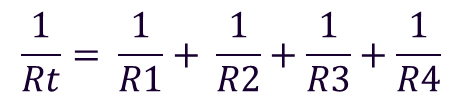 1/Rt = 1/R1 + 1/R2 + 1/R3 + 1/R4